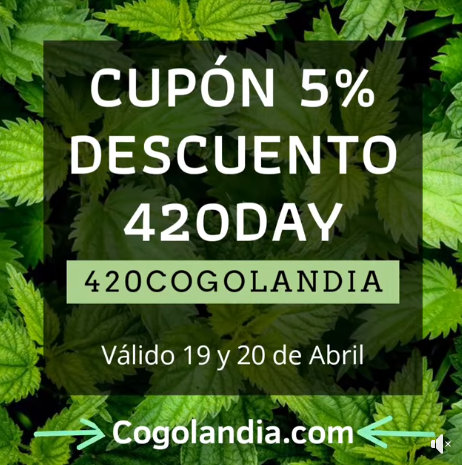 CUPÓN 5%
DESCUENTO
420DAY
420COGOLANDIA
Válido 19 y 20 de Abril
Cogolandia.com